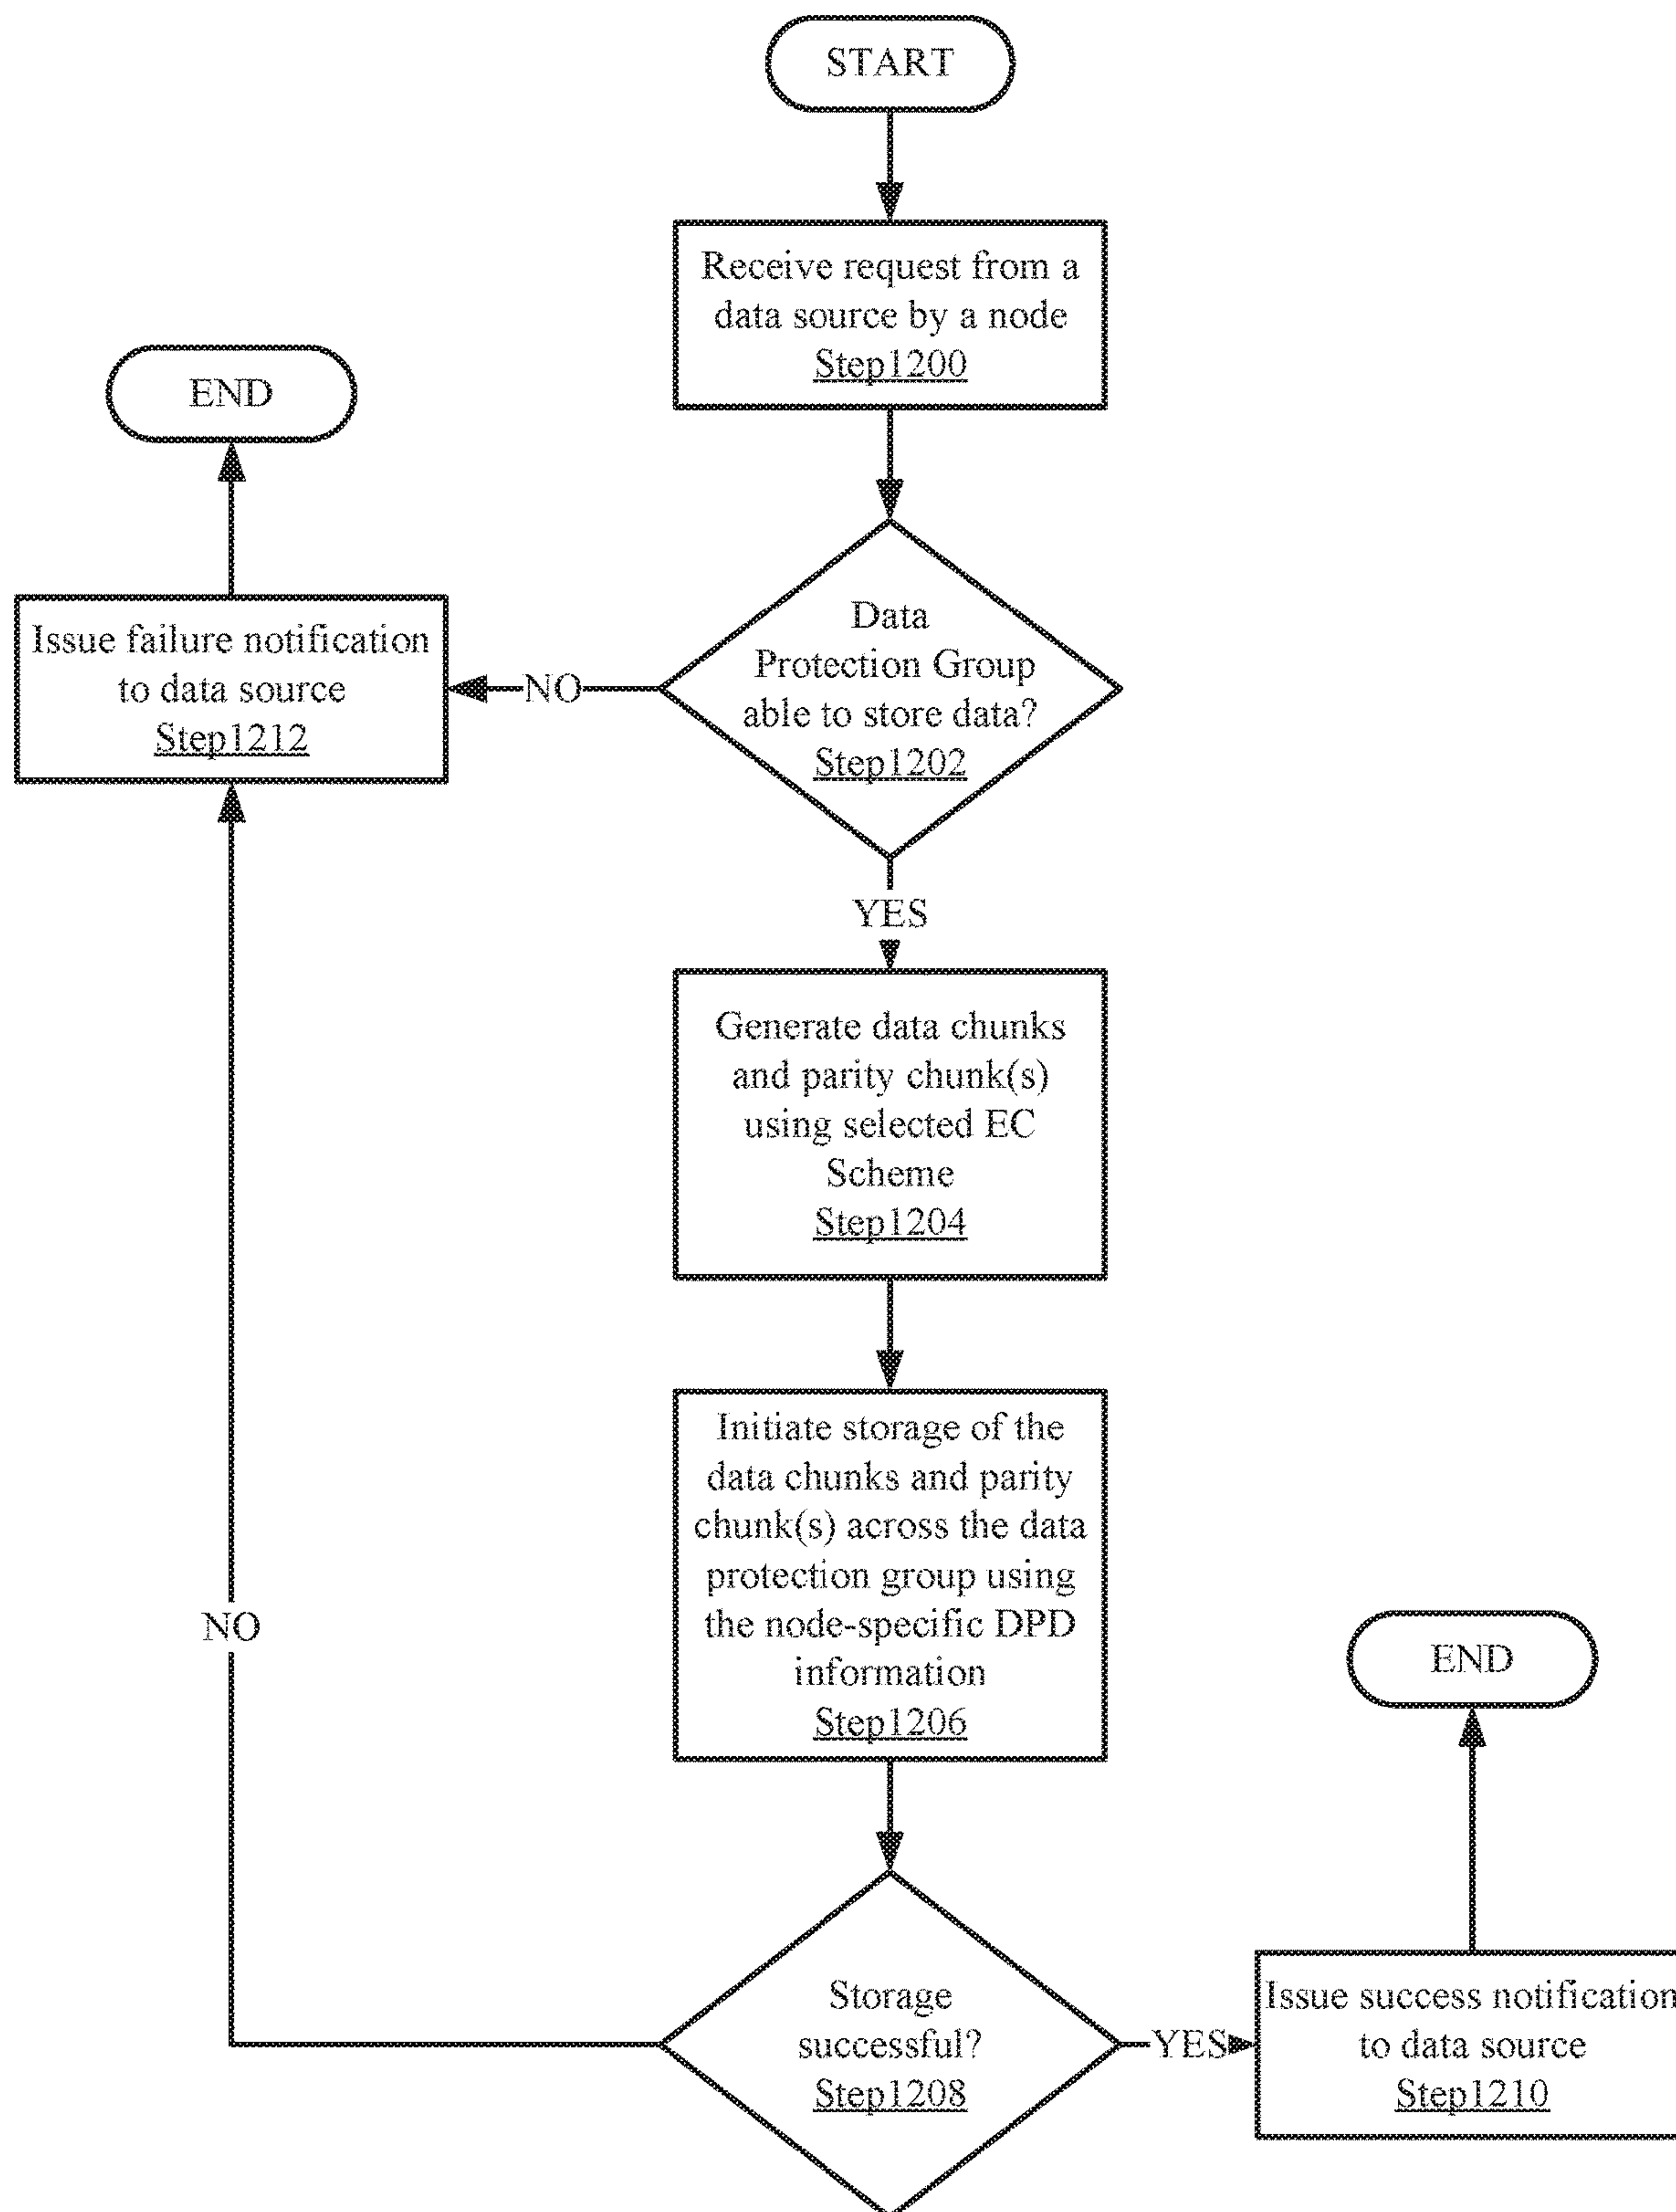 START
Receive request from a
data source by a node
Step1200
END
Data
Protection Group
able to store data?
Step1202
Issue failure notification
to data source
Step1212
NO
YES
Generate data chunks
and parity chunk(s)
using selected EC
Scheme
Step1204
Initiate storage of the
data chunks and parity
chunk(s) across the data
protection group using
the node-specific DPD
information
Step1206
NO
END
Storage
successful?
Step1208
YES
Issue success notification
to data source
Step1210